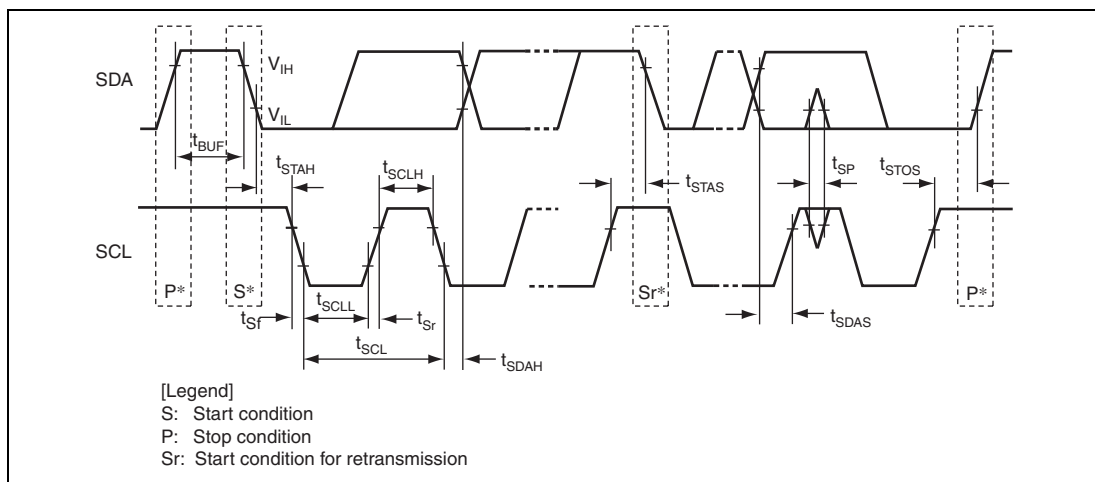 SDA
V_IH
V_IL
t_BUF
t_STAH
t_SCLH
t_STAS
t_SP
t_STOS
SCL
P*
S*
Sr*
P*
t_Sf
t_SCLL
t_Sr
t_SDAS
t_SCL
t_SDAH
[Legend]
S: Start condition
P: Stop condition
Sr: Start condition for retransmission